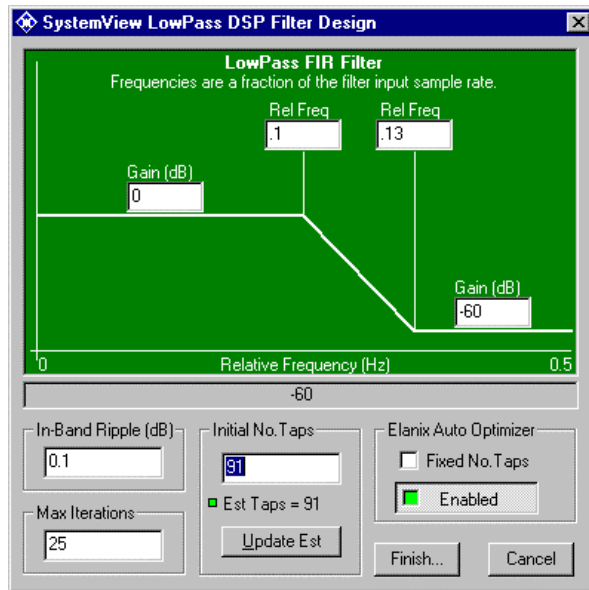 SystemView LowPass DSP Filter Design
LowPass FIR Filter
Frequencies are a fraction of the filter input sample rate.
Rel Freq
.1
Rel Freq
.13
Gain (dB)
0
Gain (dB)
-60
0
Relative Frequency (Hz)
0.5
-60
In-Band Ripple (dB)
0.1
Max Iterations
25
Initial No.Taps
91
Est Taps = 91
Update Est
Elanix Auto Optimizer
Fixed No.Taps
Enabled
Finish...
Cancel